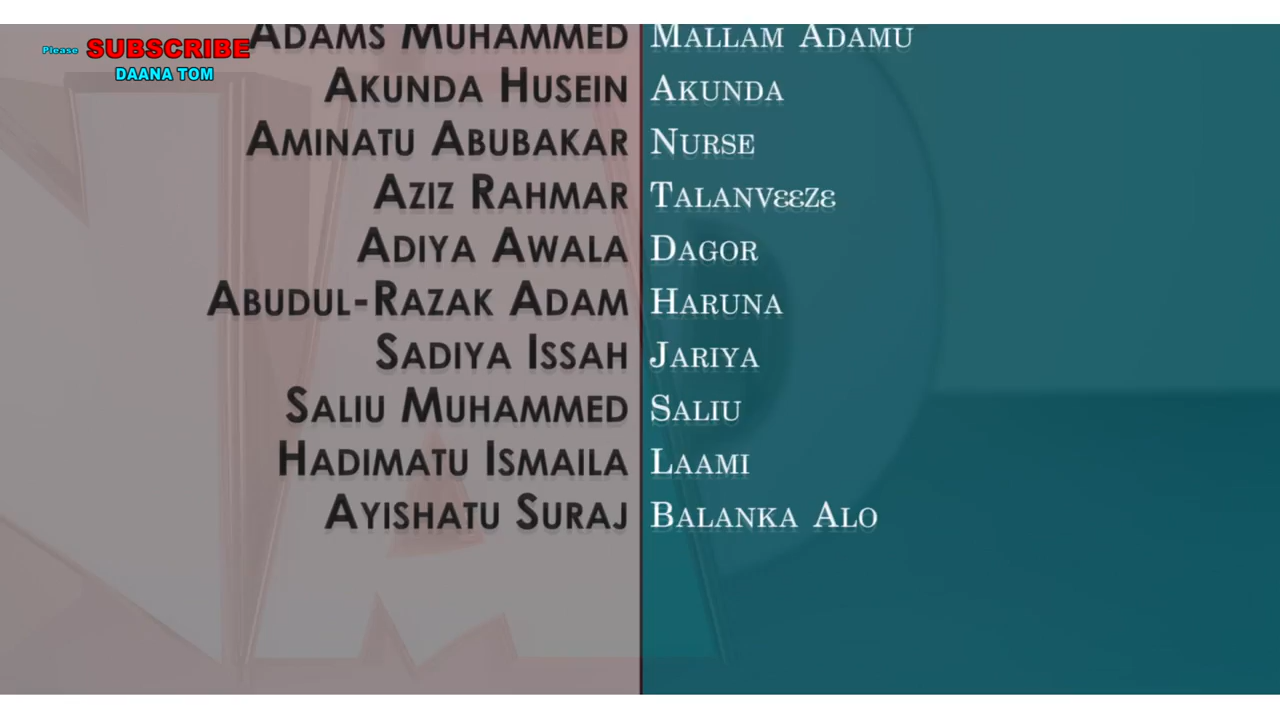 Please SUBSCRIBE
DAANA TOM
ADAMS MUHAMMED MALLAM ADAMU
AKUNDA HUSEIN AKUNDA
AMINATU ABUBAKAR NURSE
AZIZ RAHMAR TALANVƐƐZƐ
ADIYA AWALA DAGOR
ABUDUL-RAZAK ADAM HARUNA
SADIYA ISSAH JARIYA
SALIU MUHAMMED SALIU
HADIMATU ISMAILA LAAMI
AYISHATU SURAJ BALANKA ALO